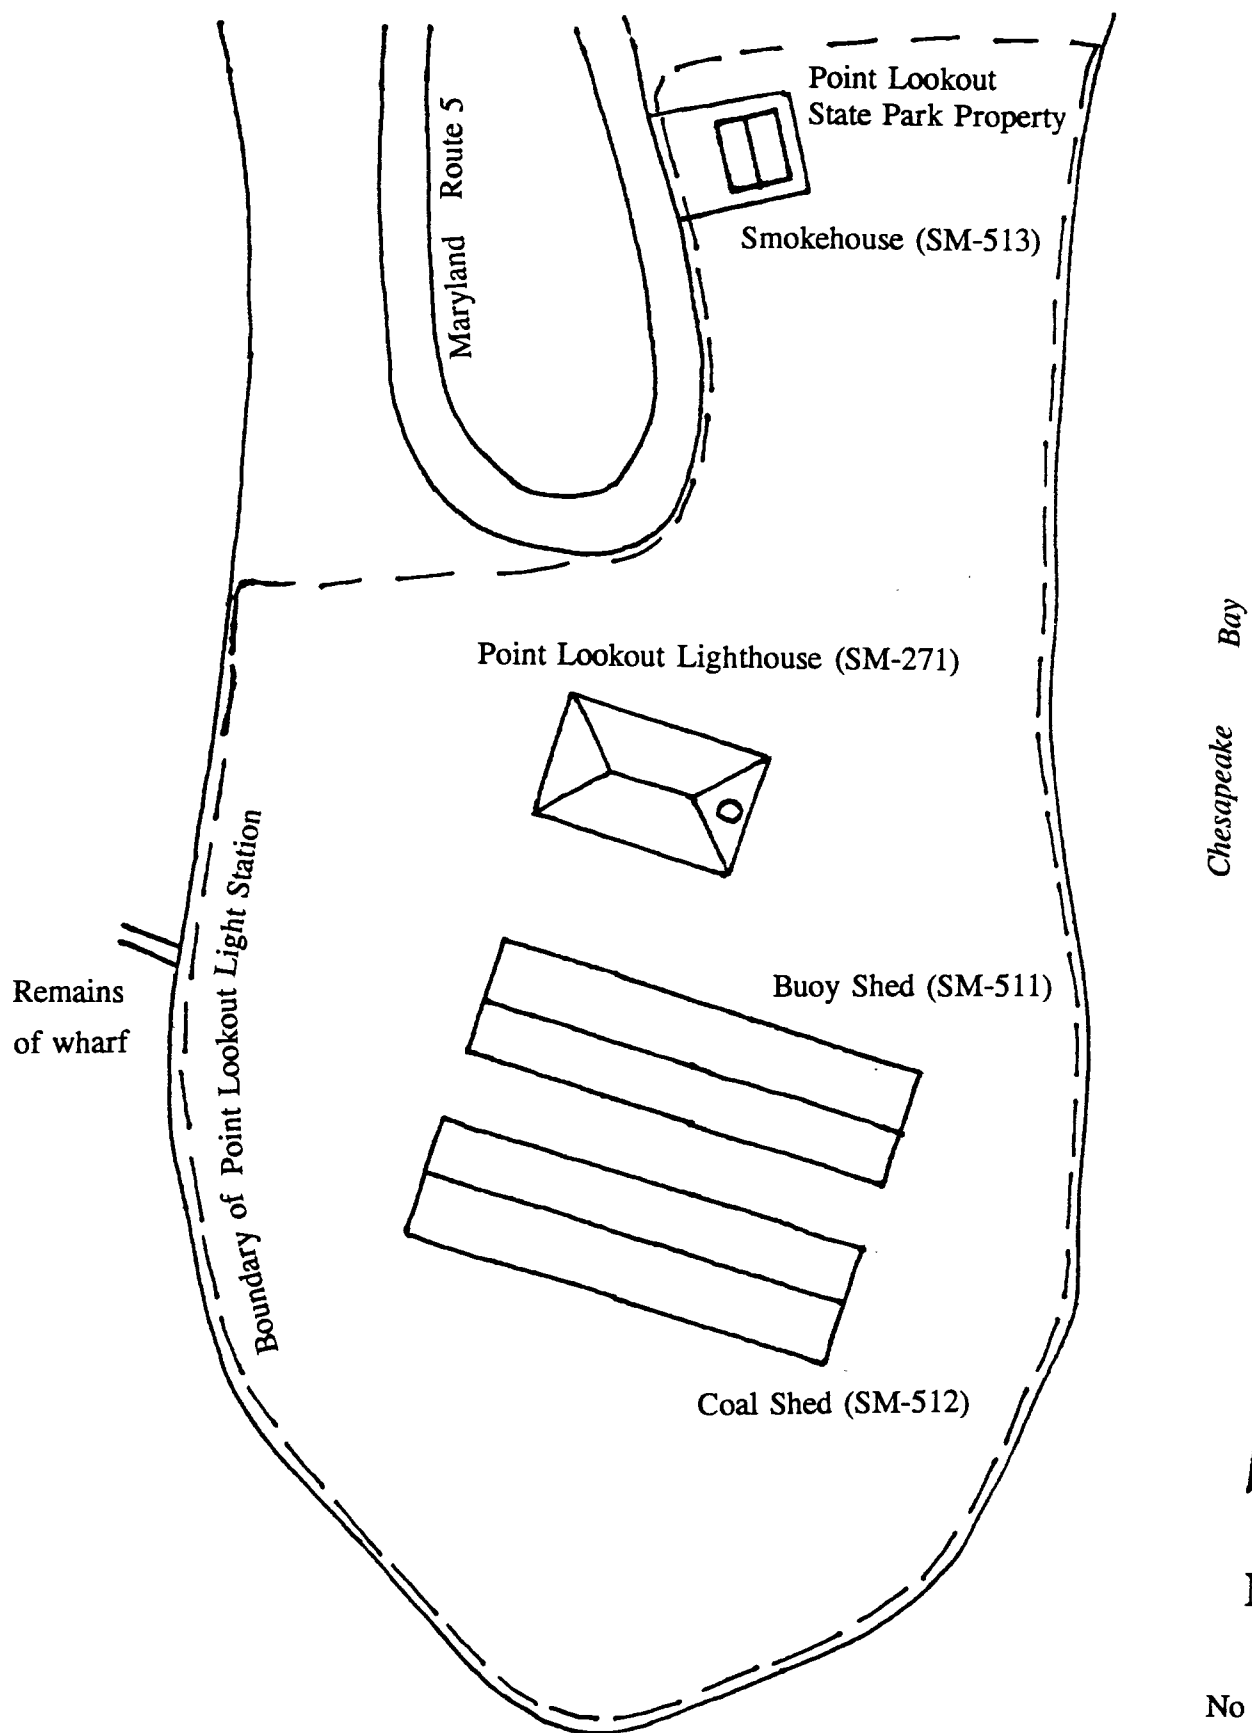 Point Lookout
State Park Property
Maryland Route 5
Smokehouse (SM-513)
Point Lookout Lighthouse (SM-271)
Chesapeake Bay
Boundary of Point Lookout Light Station
Buoy Shed (SM-511)
Remains
of wharf
Coal Shed (SM-512)
No